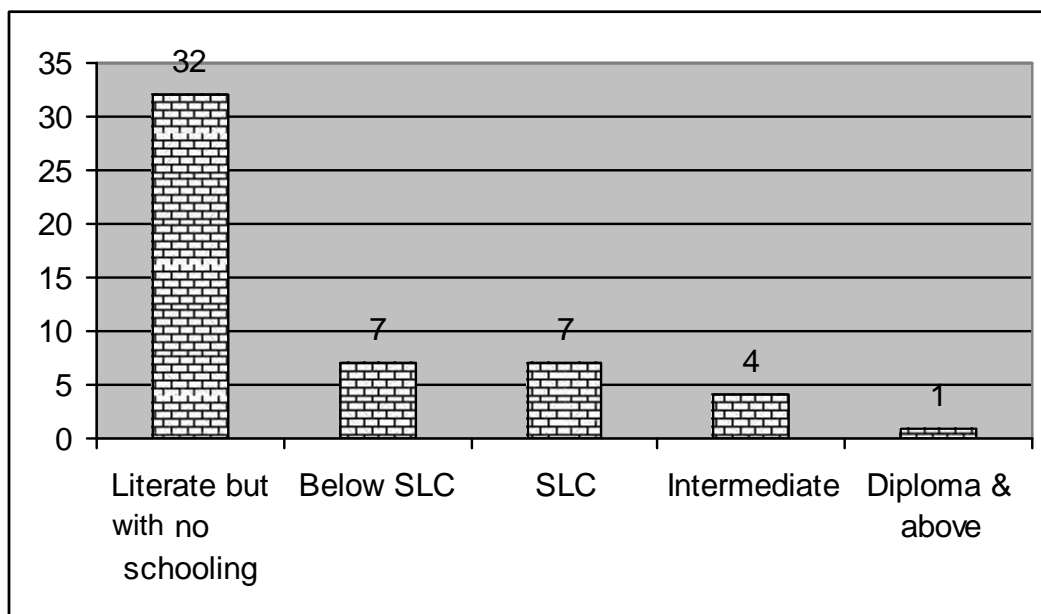 35
30
25
20
15
10
5
0
32
7
7
4
1
Literate but
with no
schooling
Below SLC
SLC
Intermediate
Diploma &
above